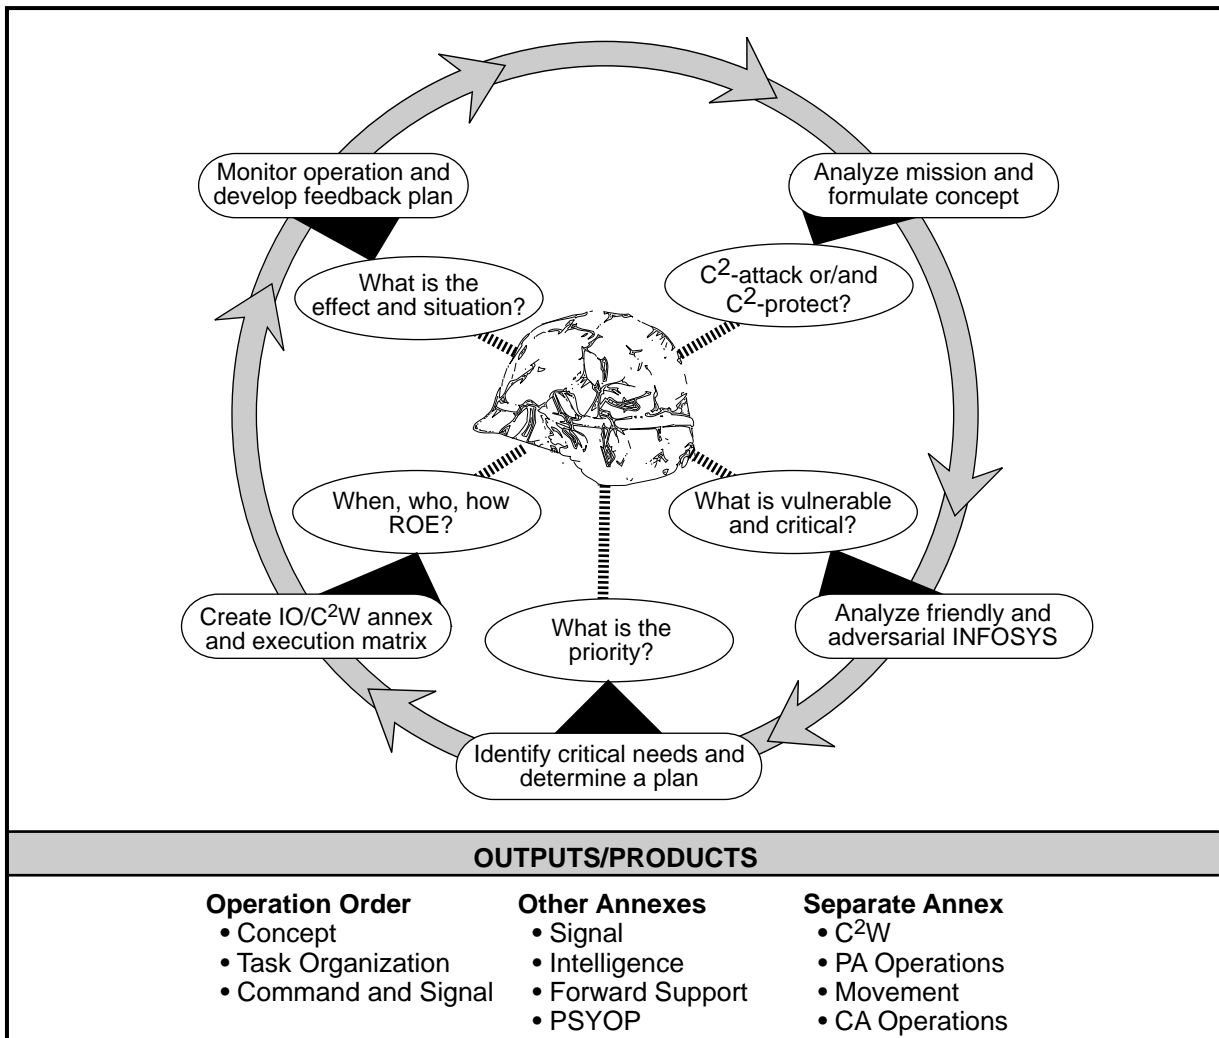 Monitor operation and
develop feedback plan
Analyze mission and
formulate concept
What is the
effect and situation?
C²-attack or/and
C²-protect?
When, who, how
ROE?
What is vulnerable
and critical?
Create IO/C²W annex
and execution matrix
What is the
priority?
Analyze friendly and
adversarial INFOSYS
Identify critical needs and
determine a plan
OUTPUTS/PRODUCTS
Operation Order
• Concept
• Task Organization
• Command and Signal
Other Annexes
• Signal
• Intelligence
• Forward Support
• PSYOP
Separate Annex
• C²W
• PA Operations
• Movement
• CA Operations